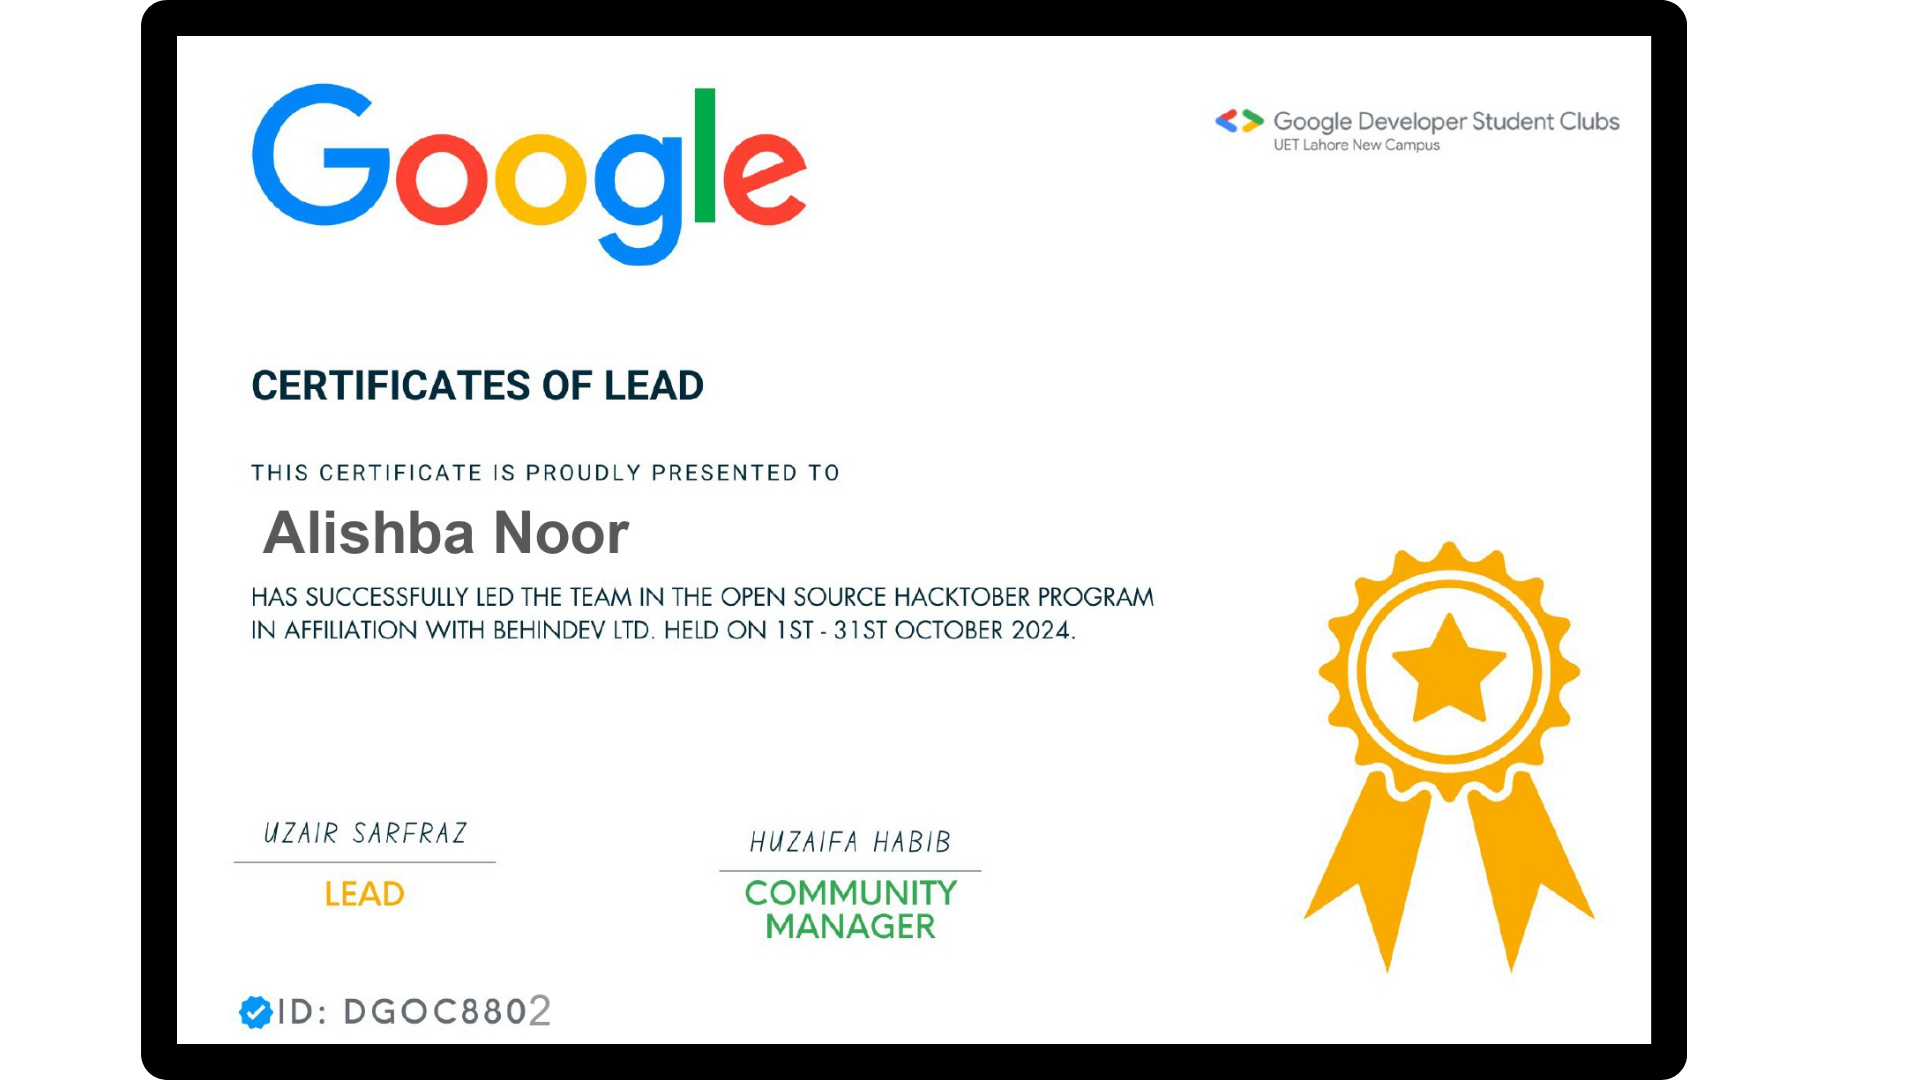 Google
Google Developer Student Clubs
UET Lahore New Campus
CERTIFICATES OF LEAD
THIS CERTIFICATE IS PROUDLY PRESENTED TO
Alishba Noor
HAS SUCCESSFULLY LED THE TEAM IN THE OPEN SOURCE HACKTOBER PROGRAM
IN AFFILIATION WITH BEHINDEV LTD. HELD ON 1ST - 31ST OCTOBER 2024.
UZAIR SARFRAZ
LEAD
HUZAIFA HABIB
COMMUNITY
MANAGER
ID: DGOC8802